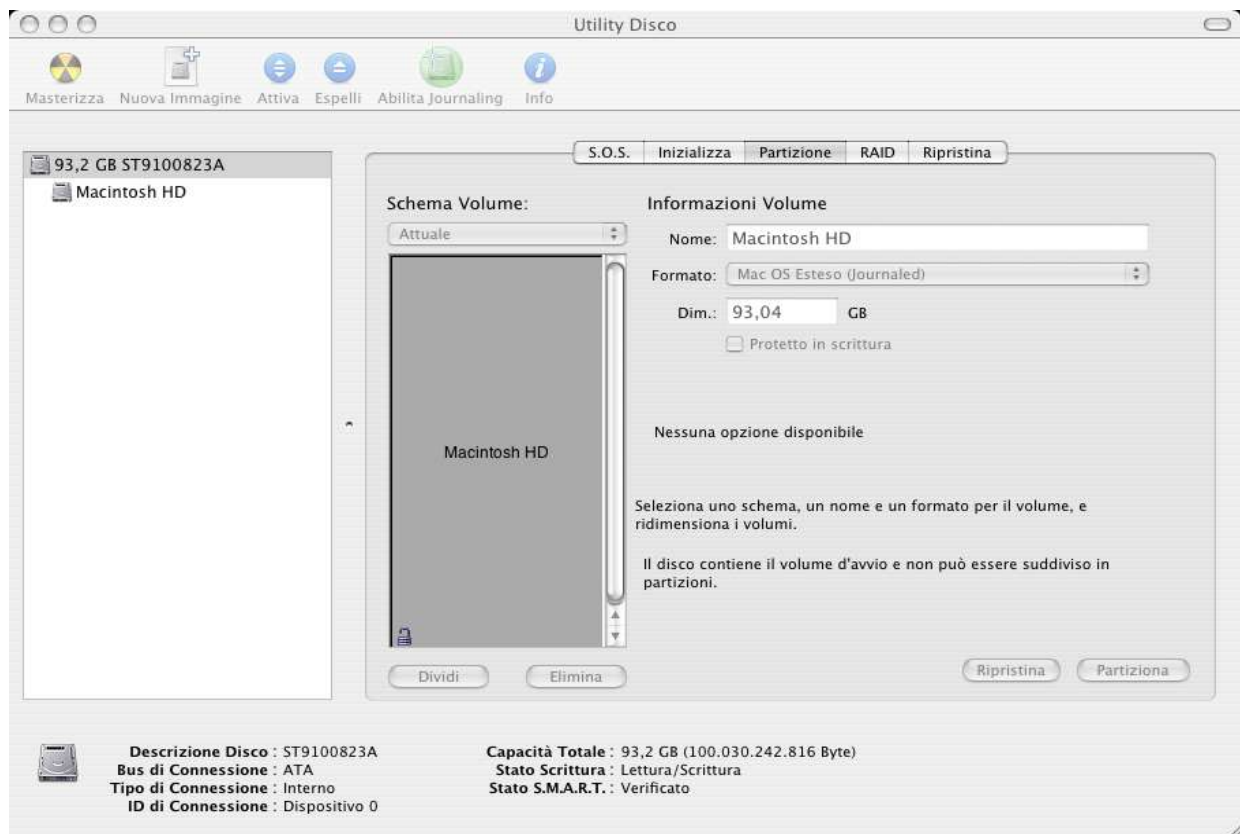 Utility Disco
Masterizza Nuova Immagine Attiva Espelli Abilita Journaling Info
93,2 GB ST9100823A
Macintosh HD
S.O.S. Inizializza Partizione RAID Ripristina
Schema Volume:
Attuale
Macintosh HD
Dividi Elimina
Informazioni Volume
Nome: Macintosh HD
Formato: Mac OS Esteso (Journaled)
Dim.: 93,04 GB
Protetto in scrittura
Nessuna opzione disponibile
Seleziona uno schema, un nome e un formato per il volume, e
ridimensiona i volumi.
Il disco contiene il volume d'avvio e non può essere suddiviso in
partizioni.
Ripristina Partiziona
Descrizione Disco : ST9100823A
Bus di Connessione : ATA
Tipo di Connessione : Interno
ID di Connessione : Dispositivo 0
Capacità Totale : 93,2 GB (100.030.242.816 Byte)
Stato Scrittura : Lettura/Scrittura
Stato S.M.A.R.T. : Verificato